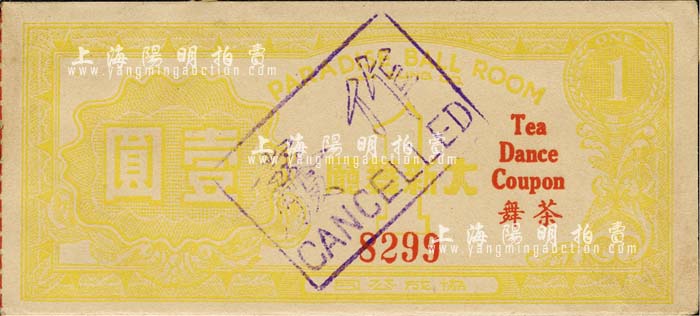 上海陽明拍賣
www.yangmingauction.com
PARADISE BALL ROOM
ONE
1
圓壹
大
上海陽明拍賣
www.yangmingauction.com
Tea
Dance
Coupon
舞茶
CANCELLED
8299
上海陽明拍賣
www.yangmingauction.com